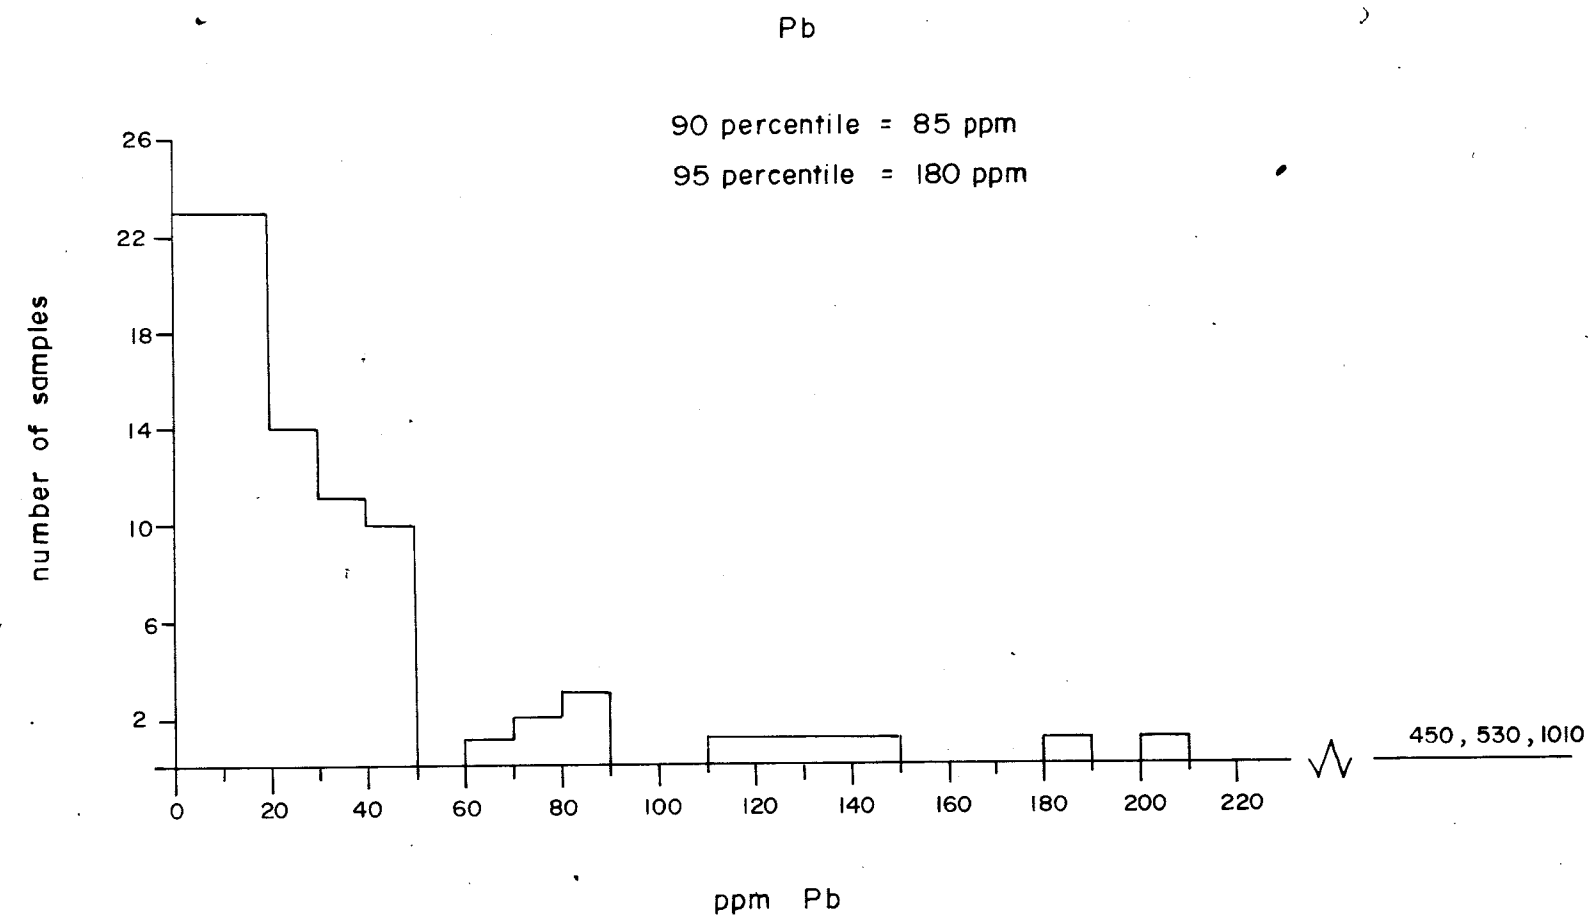 Pb
90 percentile = 85 ppm
95 percentile = 180 ppm
26
22
18
14
10
6
2
number of samples
450, 530, 1010
0 20 40 60 80 100 120 140 160 180 200 220
ppm Pb